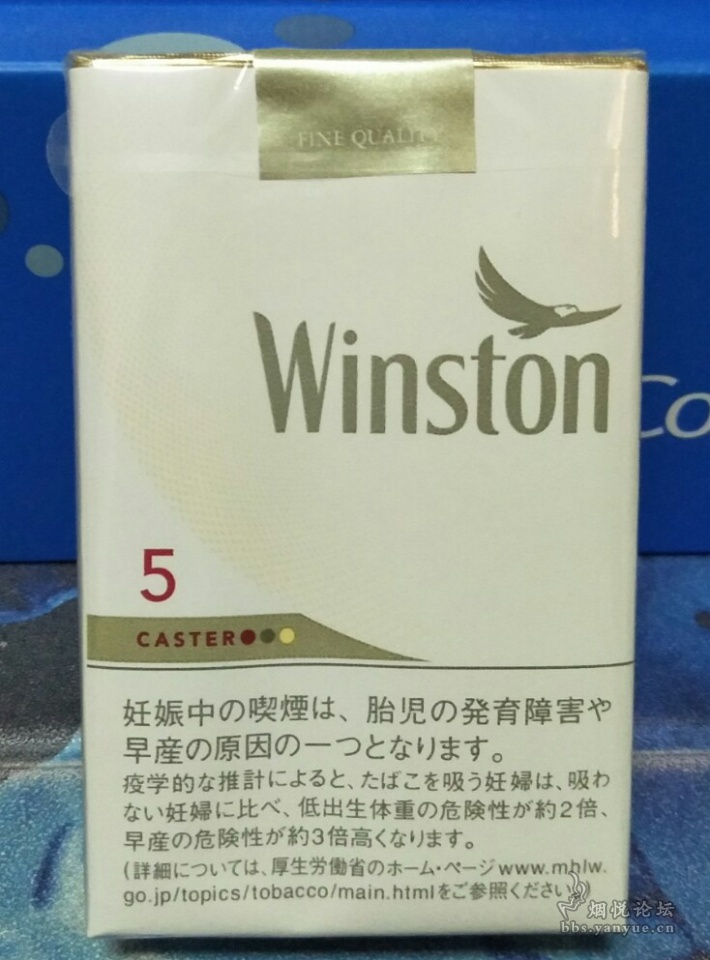 FINE QUALITY
Winston
Co
5
CASTER
妊娠中の喫煙は、胎児の発育障害や
早産の原因の一つとなります。
疫学的な推計によると、たばこを吸う妊婦は、吸わ
ない妊婦に比べ、低出生体重の危険性が約2倍、
早産の危険性が約3倍高くなります。
(詳細については、厚生労働省のホーム・ページwww.mhlw.
go.jp/topics/tobacco/main.htmlをご参照ください
烟悦论坛
bbs.yanyue.cn